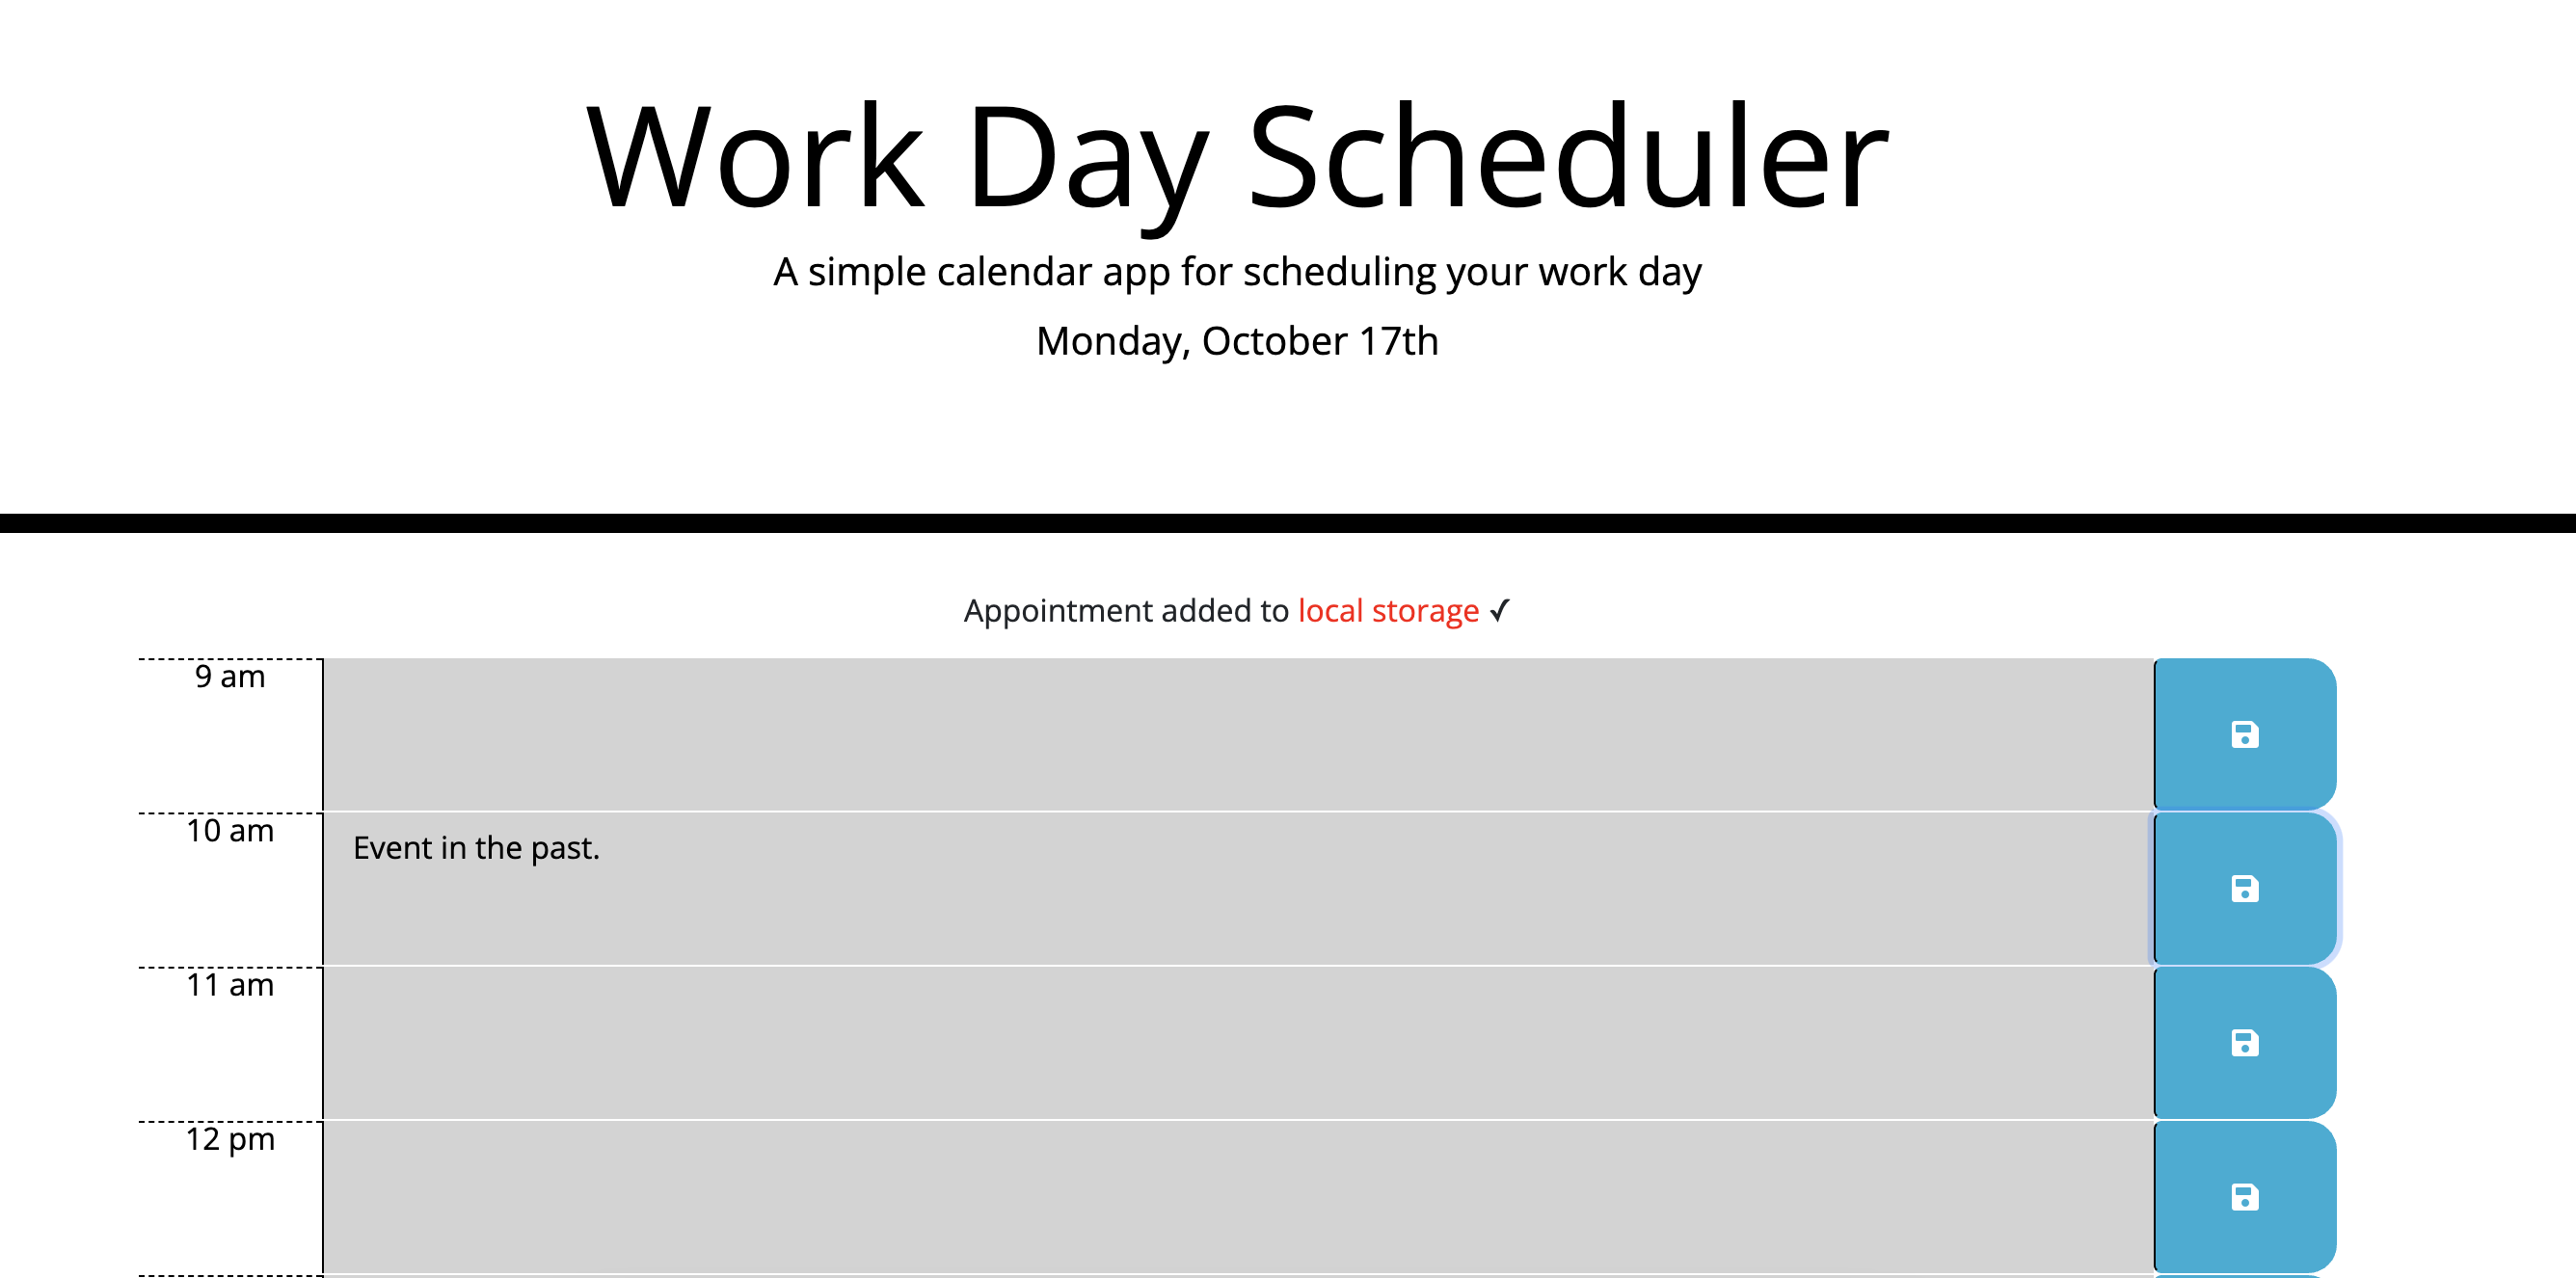 Work Day Scheduler
A simple calendar app for scheduling your work day
Monday, October 17th
Appointment added to local storage ✓
9 am
10 am
Event in the past.
11 am
12 pm